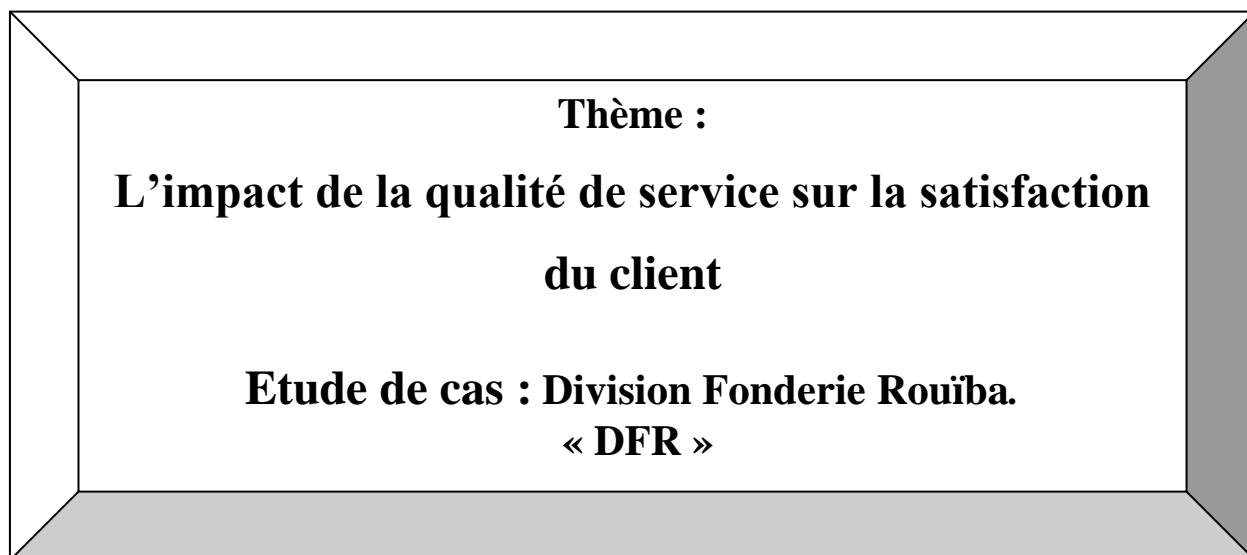 Thème :
L’impact de la qualité de service sur la satisfaction
du client
Etude de cas : Division Fonderie Rouïba.
« DFR »